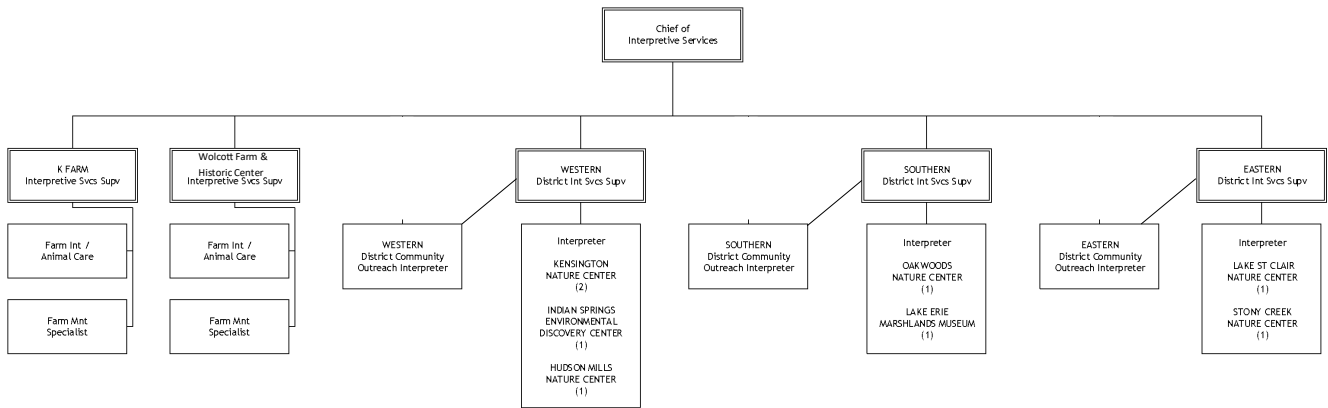 Chief of
Interpretive Services
K FARM
Interpretive Svcs Supv
Wolcott Farm &
Historic Center
Interpretive Svcs Supv
WESTERN
District Int Svcs Supv
SOUTHERN
District Int Svcs Supv
EASTERN
District Int Svcs Supv
Farm Int /
Animal Care
Farm Mnt
Specialist
Farm Int /
Animal Care
Farm Mnt
Specialist
WESTERN
District Community
Outreach Interpreter
Interpreter
KENSINGTON
NATURE CENTER
(2)
INDIAN SPRINGS
ENVIRONMENTAL
DISCOVERY CENTER
(1)
HUDSON MILLS
NATURE CENTER
(1)
SOUTHERN
District Community
Outreach Interpreter
Interpreter
OAKWOODS
NATURE CENTER
(1)
LAKE ERIE
MARSHLANDS MUSEUM
(1)
EASTERN
District Community
Outreach Interpreter
Interpreter
LAKE ST CLAIR
NATURE CENTER
(1)
STONY CREEK
NATURE CENTER
(1)